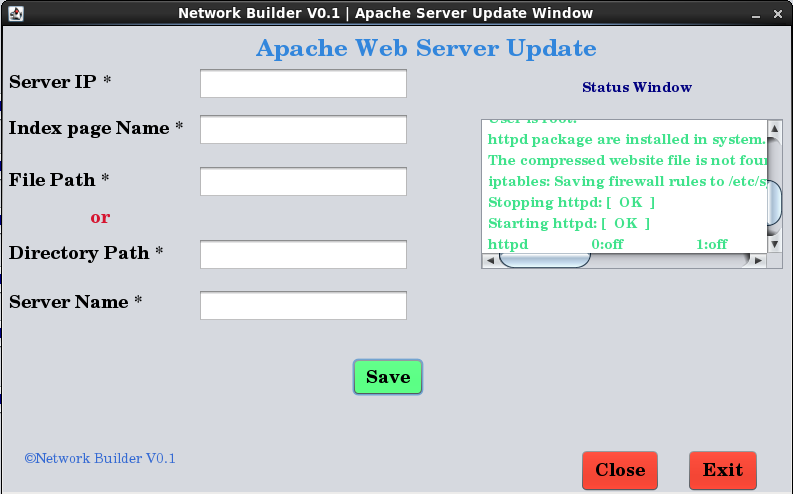 Network Builder V0.1 | Apache Server Update Window
Apache Web Server Update
Server IP *
Index page Name *
File Path *
or
Directory Path *
Server Name *
Save
Status Window
User is root.
httpd package are installed in system.
The compressed website file is not
iptables: Saving firewall rules to
Stopping httpd: [ OK ]
Starting httpd: [ OK ]
httpd 0:off 1:off
©Network Builder V0.1
Close
Exit